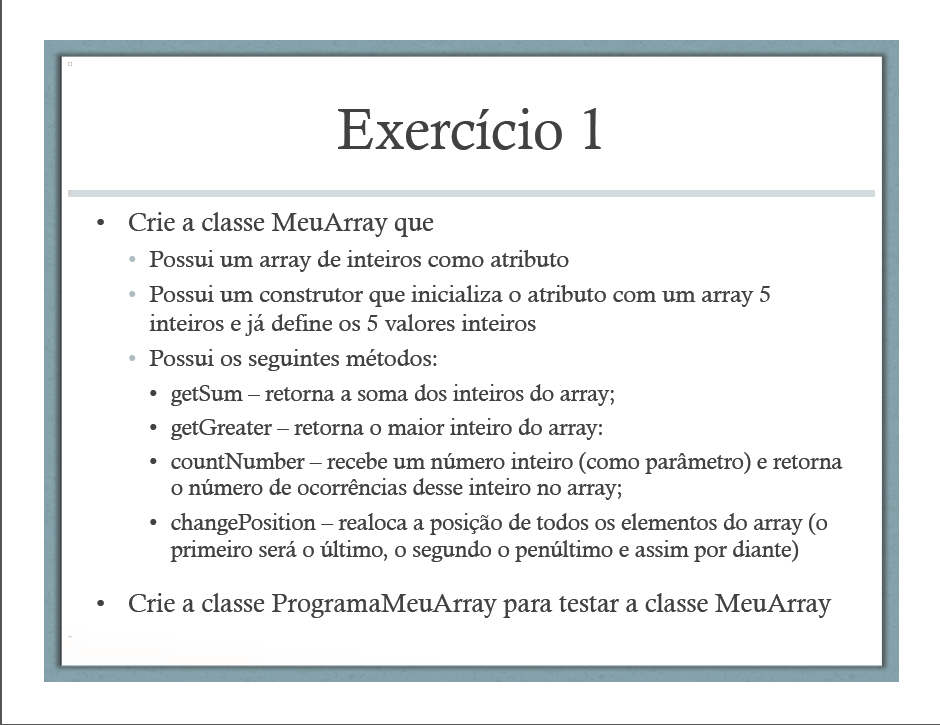 Exercício 1
• Crie a classe MeuArray que
• Possui um array de inteiros como atributo
• Possui um construtor que inicializa o atributo com um array 5
inteiros e já define os 5 valores inteiros
• Possui os seguintes métodos:
• getSum – retorna a soma dos inteiros do array;
• getGreater – retorna o maior inteiro do array:
• countNumber – recebe um número inteiro (como parâmetro) e retorna
o número de ocorrências desse inteiro no array;
• changePosition – realoca a posição de todos os elementos do array (o
primeiro será o último, o segundo o penúltimo e assim por diante)
• Crie a classe ProgramaMeuArray para testar a classe MeuArray